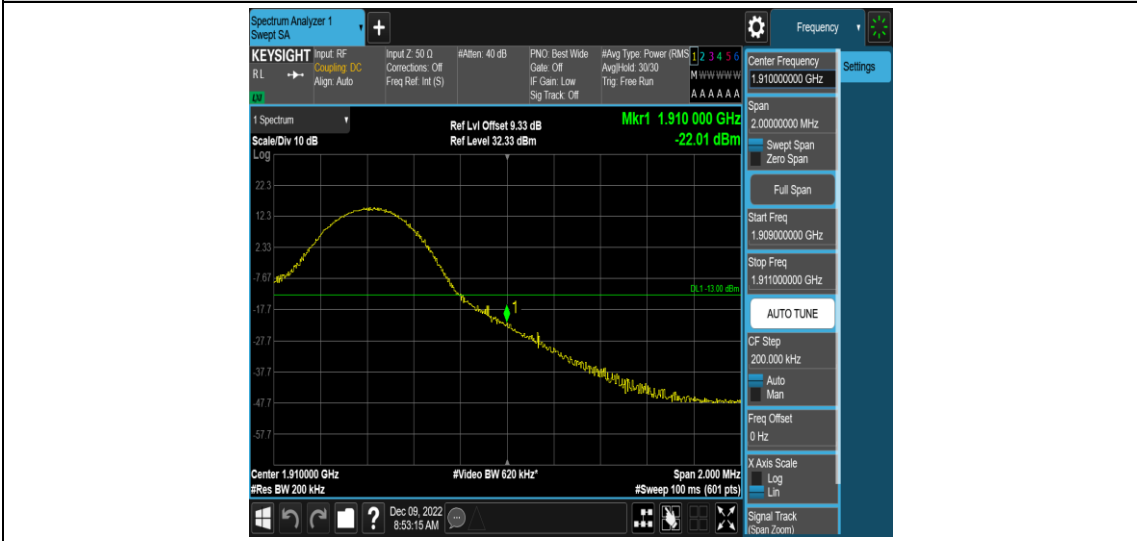 Spectrum Analyzer 1
Swept SA
+
Frequency
KEYSIGHT
Input: RF
Input Z: 50 Ω
#Atten: 40 dB
PNO: Best Wide
#Avg Type: Power (RMS
1 2 3 4 5 6
RL
Coupling: DC
Corrections: Off
Gate: Off
Avg|Hold: 30/30
M W W W W W
Align: Auto
Freq Ref: Int (S)
IF Gain: Low
Trig: Free Run
Sig Track: Off
A A A A A A
1 Spectrum
Ref Lvl Offset 9.33 dB
Mkr1 1.910 000 GHz
Scale/Div 10 dB
Ref Level 32.33 dBm
-22.01 dBm
Log
22.3
12.3
2.33
-7.67
DL1 -13.00 dBm
-17.7
1
-27.7
-37.7
-47.7
-57.7
Center 1.910000 GHz
#Video BW 620 kHz*
Span 2.000 MHz
#Res BW 200 kHz
#Sweep 100 ms (601 pts)
?
Dec 09, 2022
8:53:15 AM
Center Frequency
1.910000000 GHz
Settings
Span
2.00000000 MHz
Swept Span
Zero Span
Full Span
Start Freq
1.909000000 GHz
Stop Freq
1.911000000 GHz
AUTO TUNE
CF Step
200.000 kHz
Auto
Man
Freq Offset
0 Hz
X Axis Scale
Log
Lin
Signal Track
(Span Zoom)